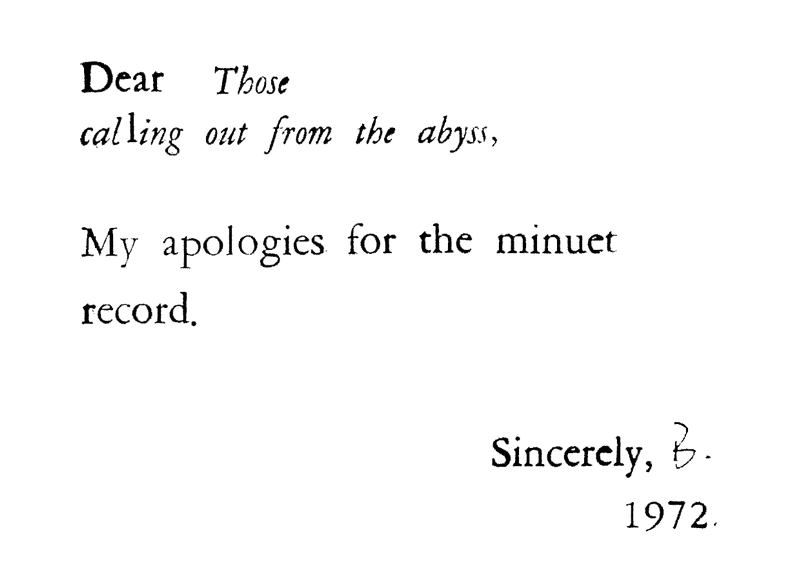 Dear Those
calling out from the abyss,
My apologies for the minuet
record.
Sincerely, B.
1972.